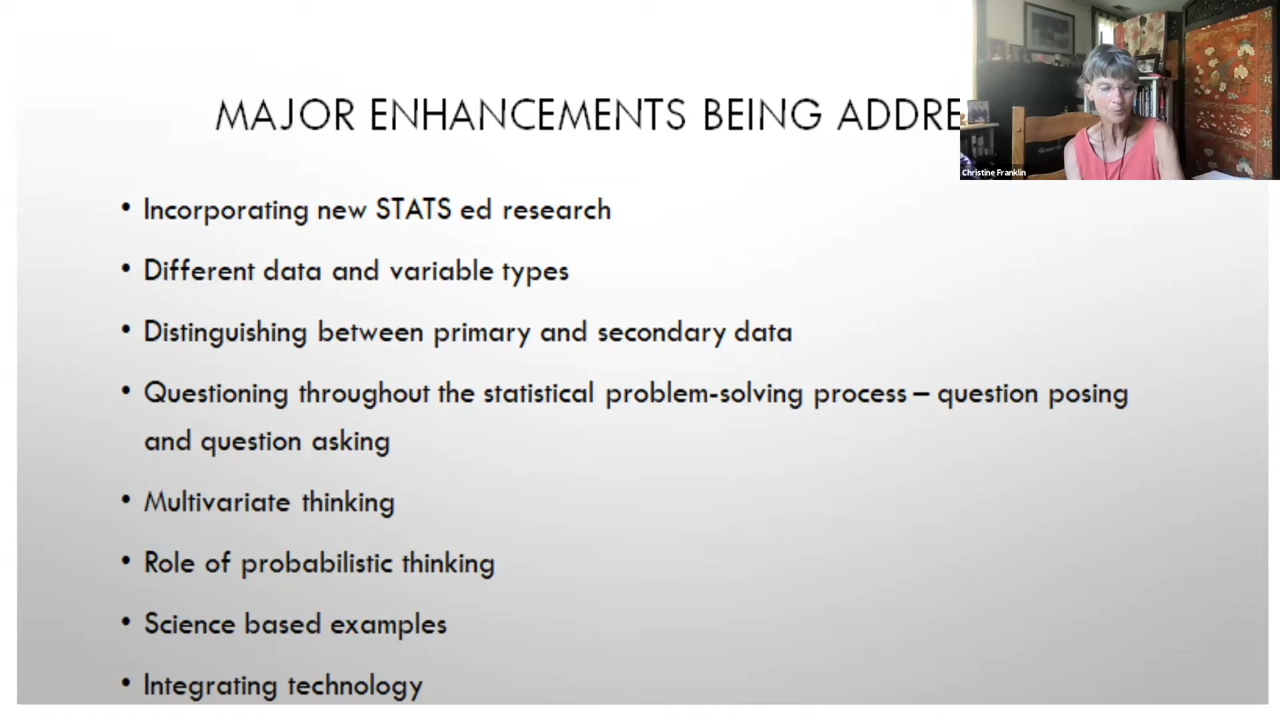 MAJOR ENHANCEMENTS BEING ADDRE
Christine Franklin
• Incorporating new STATS ed research
• Different data and variable types
• Distinguishing between primary and secondary data
• Questioning throughout the statistical problem-solving process – question posing
and question asking
• Multivariate thinking
• Role of probabilistic thinking
• Science based examples
• Integrating technology